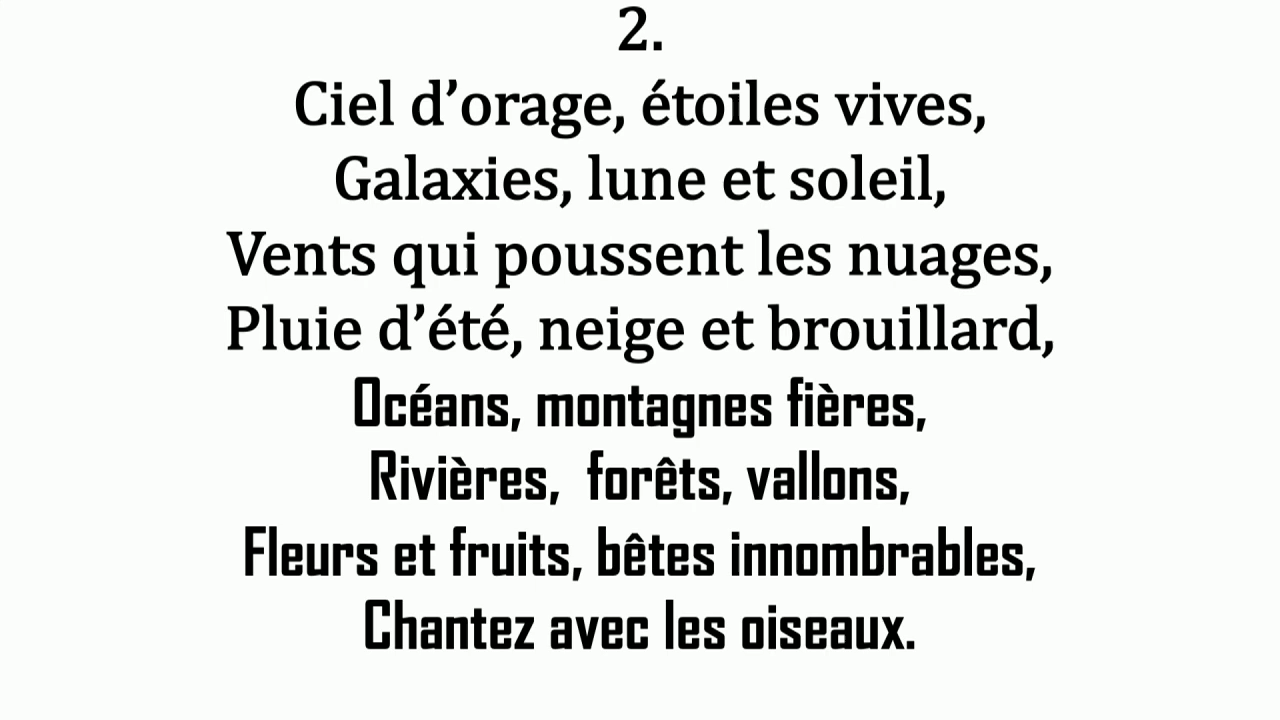 2.
Ciel d’orage, étoiles vives,
Galaxies, lune et soleil,
Vents qui poussent les nuages,
Pluie d’été, neige et brouillard,
Océans, montagnes fières,
Rivières,  forêts, vallons,
Fleurs et fruits, bêtes innombrables,
Chantez avec les oiseaux.